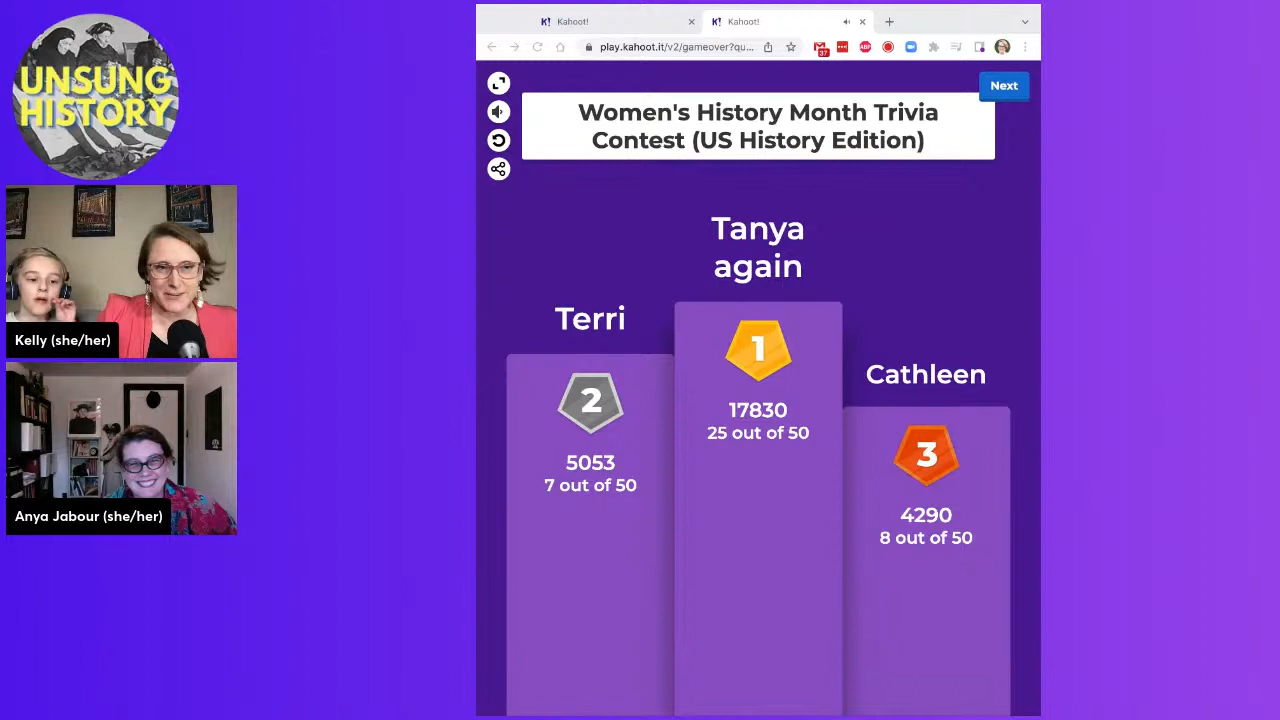 UNSUNG
HISTORY
Kelly (she/her)
Anya Jabour (she/her)
Kahoot!
Kahoot!
play.kahoot.it/v2/gameover?qu...
37
ABP
Next
Women's History Month Trivia
Contest (US History Edition)
Tanya
again
Terri
Cathleen
1
17830
25 out of 50
2
5053
7 out of 50
3
4290
8 out of 50